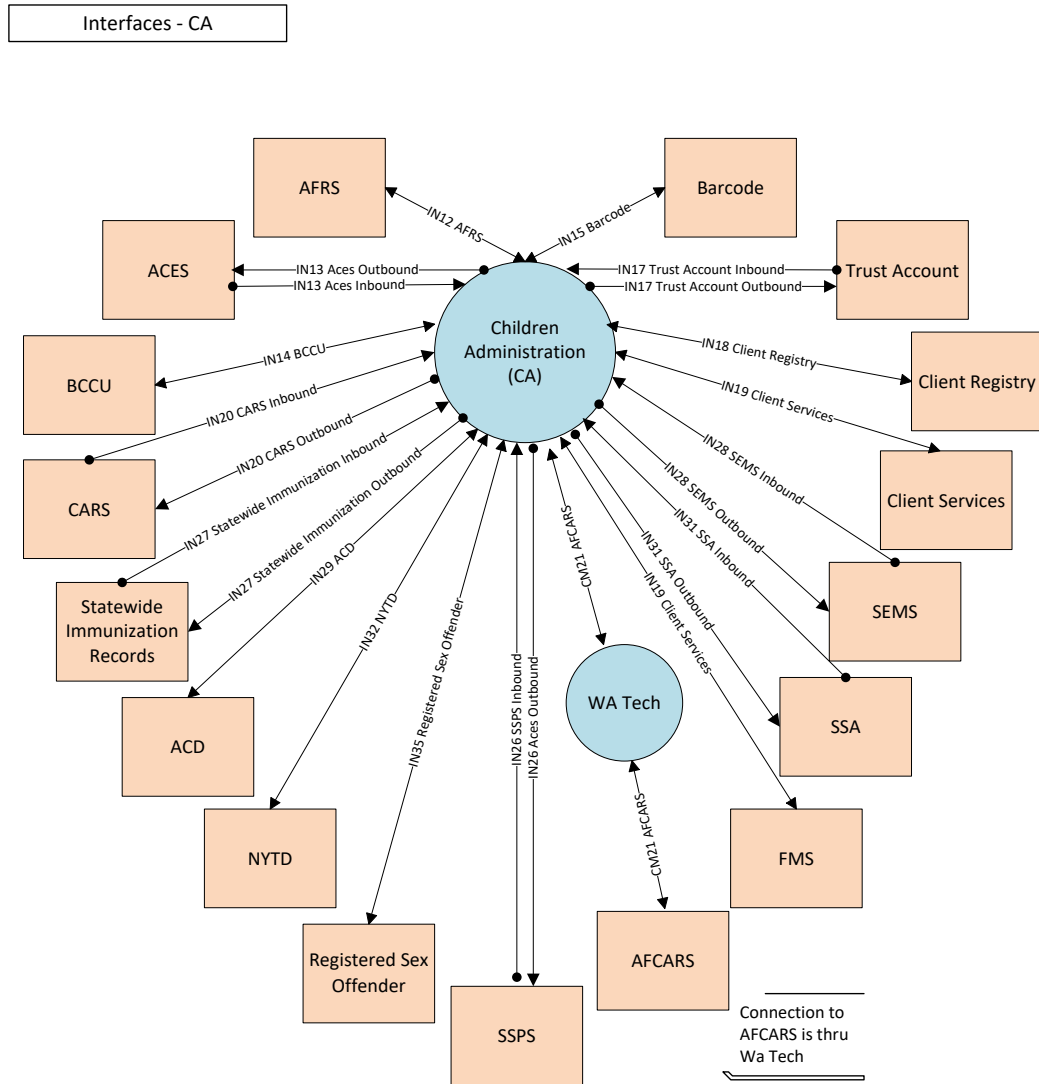 Interfaces - CA
AFRS
Barcode
IN12 AFRS
IN15 Barcode
ACES
IN13 Aces Outbound
IN13 Aces Inbound
IN17 Trust Account Inbound
IN17 Trust Account Outbound
Trust Account
Children
Administration
(CA)
BCCU
IN14 BCCU
IN18 Client Registry
Client Registry
IN20 CARS Inbound
IN19 Client Services
CARS
IN20 CARS Outbound
IN28 SEMS Inbound
Client Services
IN27 Statewide Immunization Inbound
IN27 Statewide Immunization Outbound
IN28 SEMS Outbound
IN31 SSA Inbound
SEMS
Statewide
Immunization
Records
IN29 ACD
IN32 NYTD
IN35 Registered Sex Offender
IN26 SSPS Inbound
IN26 Aces Outbound
CM21 AFCARS
IN31 SSA Outbound
IN19 Client Services
WA Tech
SSA
ACD
CM21 AFCARS
NYTD
FMS
Registered Sex
Offender
SSPS
AFCARS
Connection to
AFCARS is thru
Wa Tech